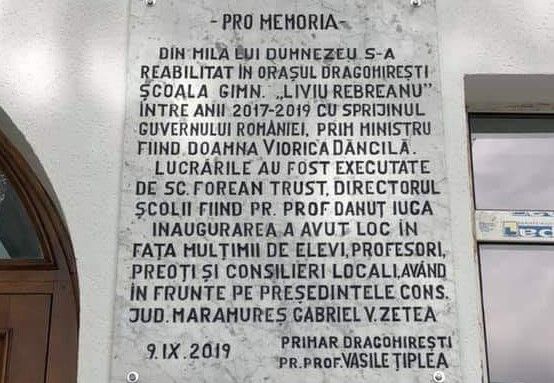 - PRO MEMORIA -
DIN MILA LUI DUMNEZEU S-A
REABILITAT ÎN ORAȘUL DRAGOMIREȘTI
ȘCOALA GIMN. „LIVIU REBREANU”
ÎNTRE ANII 2017-2019 CU SPRIJINUL
GUVERNULUI ROMÂNIEI, PRIM MINISTRU
FIIND DOAMNA VIORICA DĂNCILĂ.
LUCRĂRILE AU FOST EXECUTATE
DE SC. FOREAN TRUST, DIRECTORUL
ȘCOLII FIIND PR. PROF DANUȚ IUGA
INAUGURAREA A AVUT LOC ÎN
FAȚA MULȚIMII DE ELEVI, PROFESORI,
PREOȚI ȘI CONSILIERI LOCALI, AVÂND
ÎN FRUNTE PE PREȘEDINTELE CONS.
JUD. MARAMUREȘ GABRIEL V. ZETEA
9. IX. 2019
PRIMAR DRAGOMIREȘTI
PR. PROF. VASILE ȚIPLEA